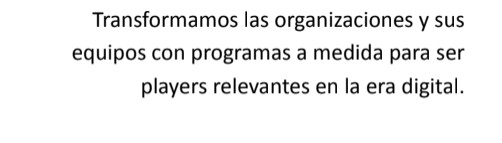 Transformamos las organizaciones y sus
equipos con programas a medida para ser
players relevantes en la era digital.